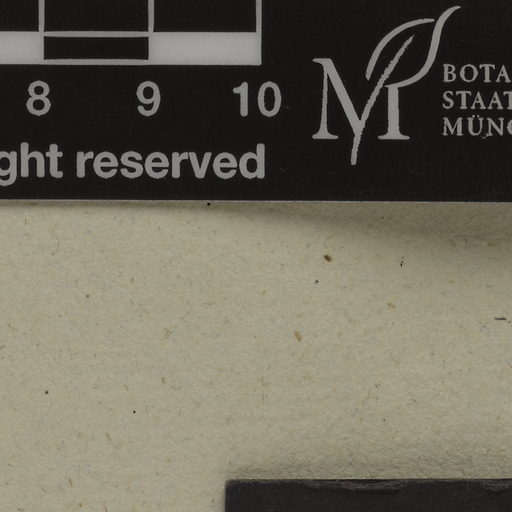 8 9 10
ght reserved
M
BOTA
STAAT
MÜNC